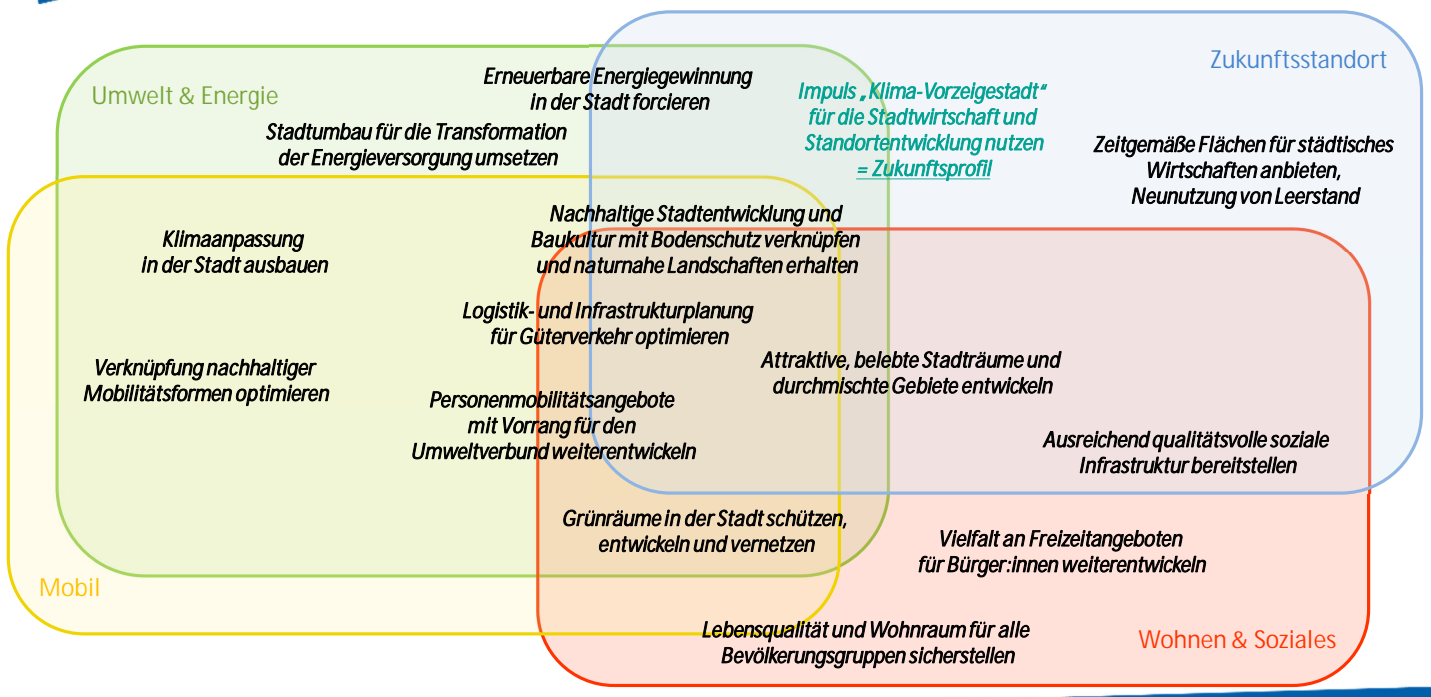 Zukunftsstandort
Umwelt & Energie
Erneuerbare Energiegewinnung
in der Stadt forcieren
Impuls „Klima-Vorzeigestadt“
für die Stadtwirtschaft und
Standortentwicklung nutzen
= Zukunftsprofil
Stadtumbau für die Transformation
der Energieversorgung umsetzen
Zeitgemäße Flächen für städtisches
Wirtschaften anbieten,
Neunutzung von Leerstand
Klimaanpassung
in der Stadt ausbauen
Nachhaltige Stadtentwicklung und
Baukultur mit Bodenschutz verknüpfen
und naturnahe Landschaften erhalten
Logistik- und Infrastrukturplanung
für Güterverkehr optimieren
Verknüpfung nachhaltiger
Mobilitätsformen optimieren
Attraktive, belebte Stadträume und
durchmischte Gebiete entwickeln
Personenmobilitätsangebote
mit Vorrang für den
Umweltverbund weiterentwickeln
Ausreichend qualitätsvolle soziale
Infrastruktur bereitstellen
Grünräume in der Stadt schützen,
entwickeln und vernetzen
Vielfalt an Freizeitangeboten
für Bürger:innen weiterentwickeln
Mobil
Lebensqualität und Wohnraum für alle
Bevölkerungsgruppen sicherstellen
Wohnen & Soziales